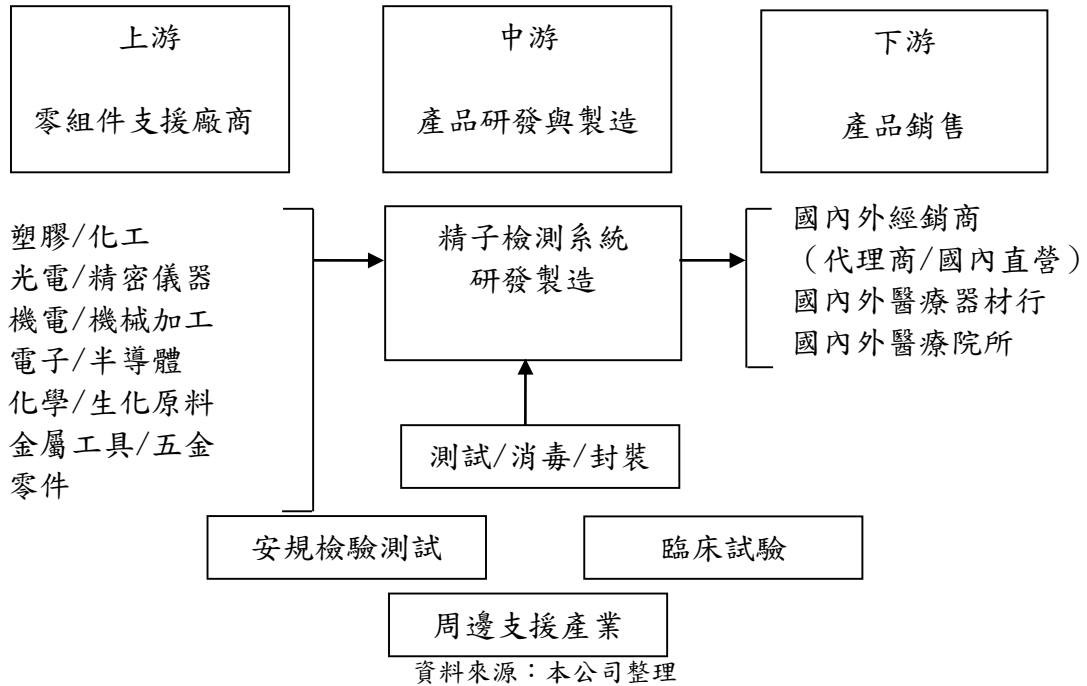 上游
零組件支援廠商
中游
產品研發與製造
下游
產品銷售
塑膠/化工
光電/精密儀器
機電/機械加工
電子/半導體
化學/生化原料
金屬工具/五金
零件
精子檢測系統
研發製造
國內外經銷商
（代理商/國內直營）
國內外醫療器材行
國內外醫療院所
測試/消毒/封裝
安規檢驗測試
臨床試驗
周邊支援產業
資料來源：本公司整理